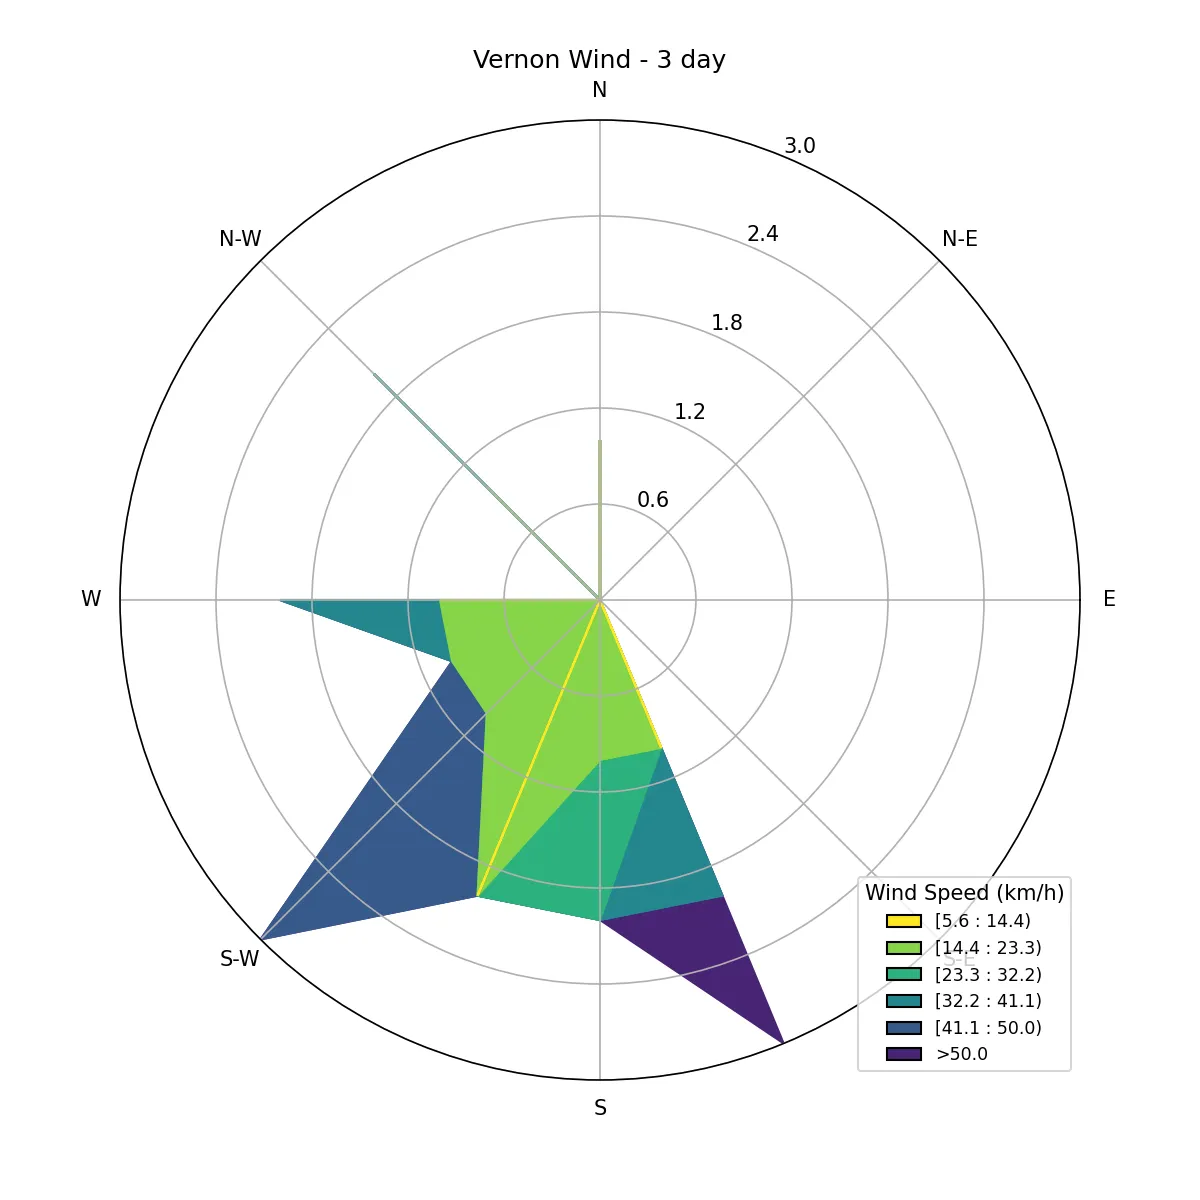 Vernon Wind - 3 day
N
3.0
N-W
2.4
N-E
1.8
1.2
0.6
W
E
Wind Speed (km/h)
[5.6 : 14.4)
[14.4 : 23.3)
S-W
S-E
[23.3 : 32.2)
[32.2 : 41.1)
[41.1 : 50.0)
>50.0
S